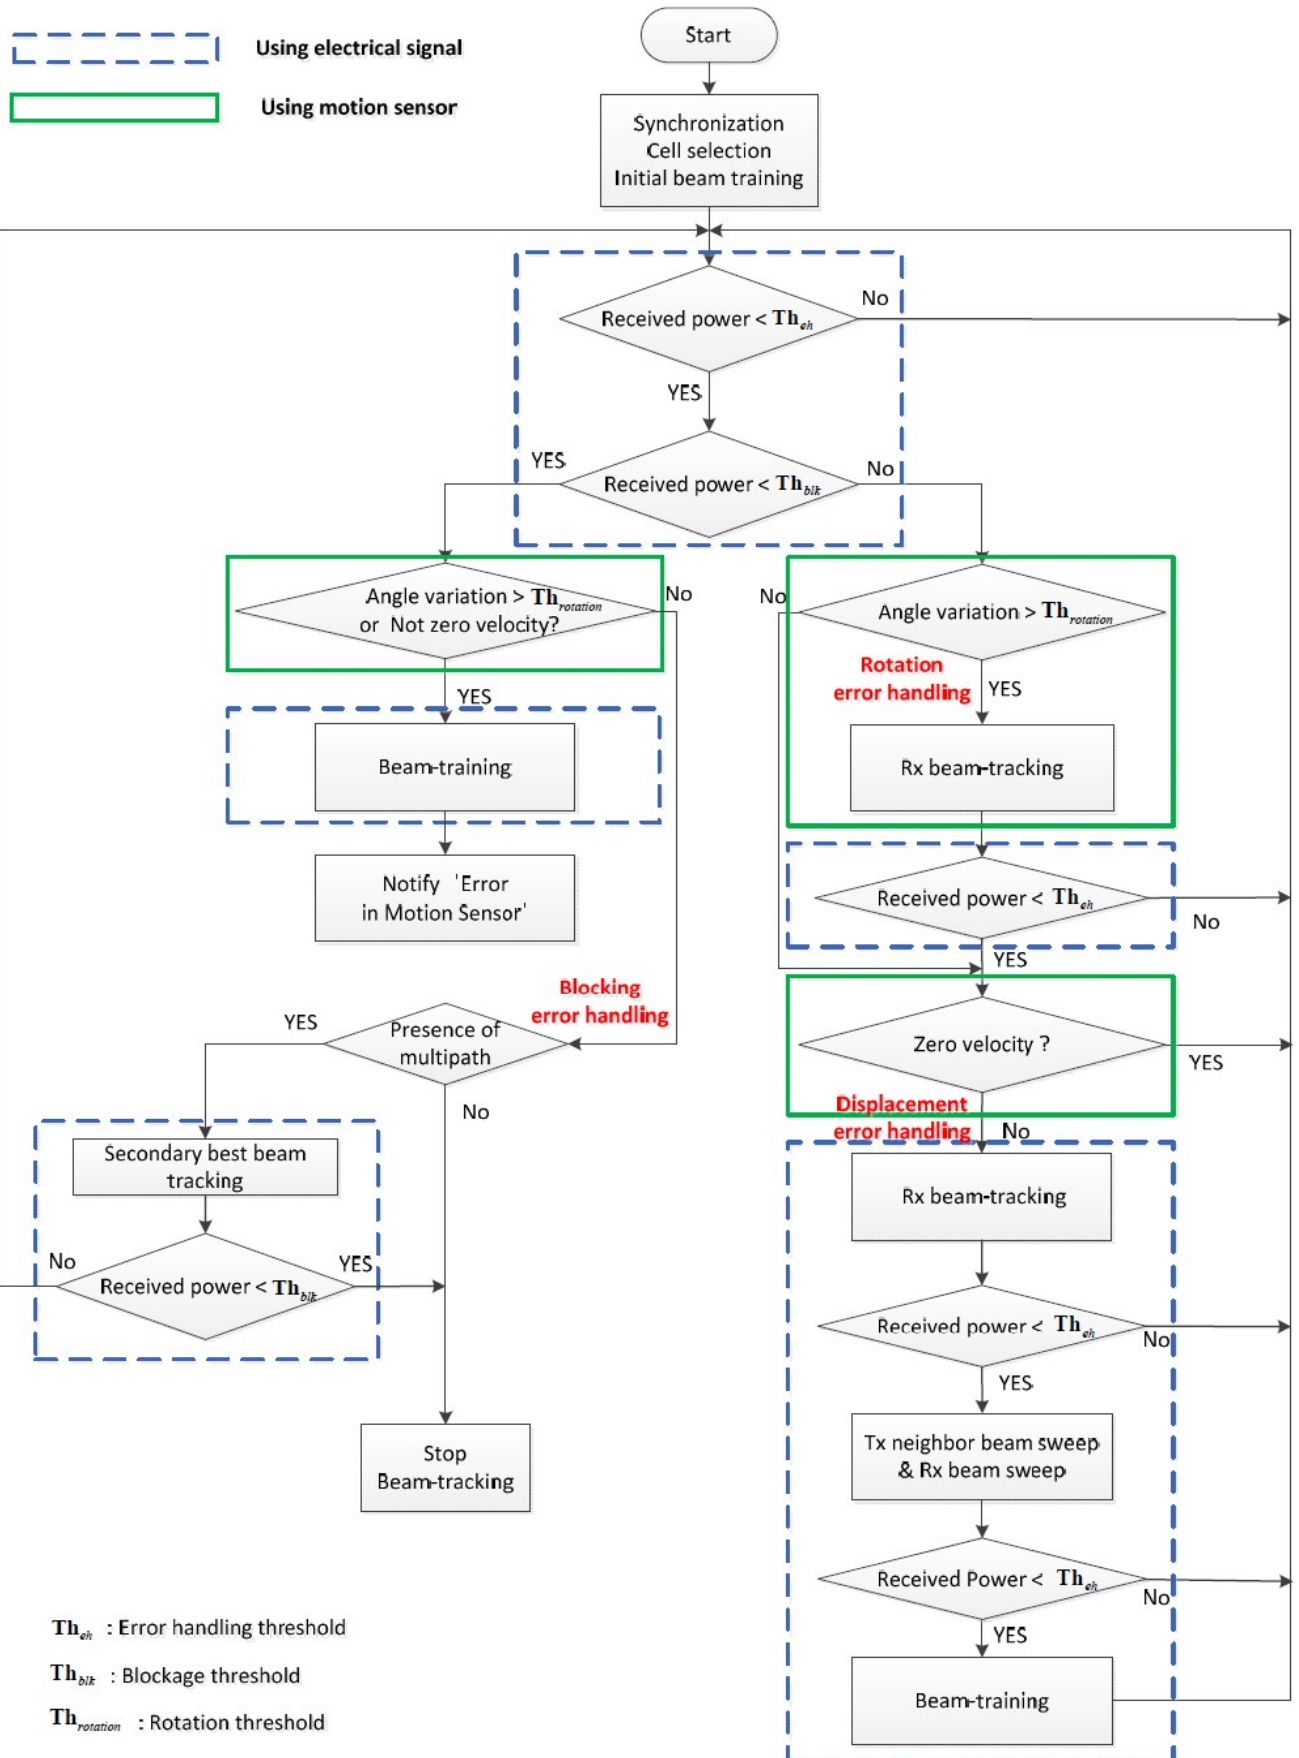 Using electrical signal
Using motion sensor
Start
Synchronization
Cell selection
Initial beam training
Received power < Th_eh
No
YES
Received power < Th_blk
YES
No
Angle variation > Th_rotation
or Not zero velocity?
No
YES
Beam-training
Notify 'Error
in Motion Sensor'
Blocking
error handling
Presence of
multipath
YES
No
Secondary best beam
tracking
Received power < Th_blk
No
YES
Stop
Beam-tracking
No
Angle variation > Th_rotation
Rotation
error handling
YES
Rx beam-tracking
Received power < Th_eh
No
YES
Zero velocity ?
YES
Displacement
error handling
No
Rx beam-tracking
Received power < Th_eh
No
YES
Tx neighbor beam sweep
& Rx beam sweep
Received Power < Th_eh
No
YES
Beam-training
Th_eh : Error handling threshold
Th_blk : Blockage threshold
Th_rotation : Rotation threshold